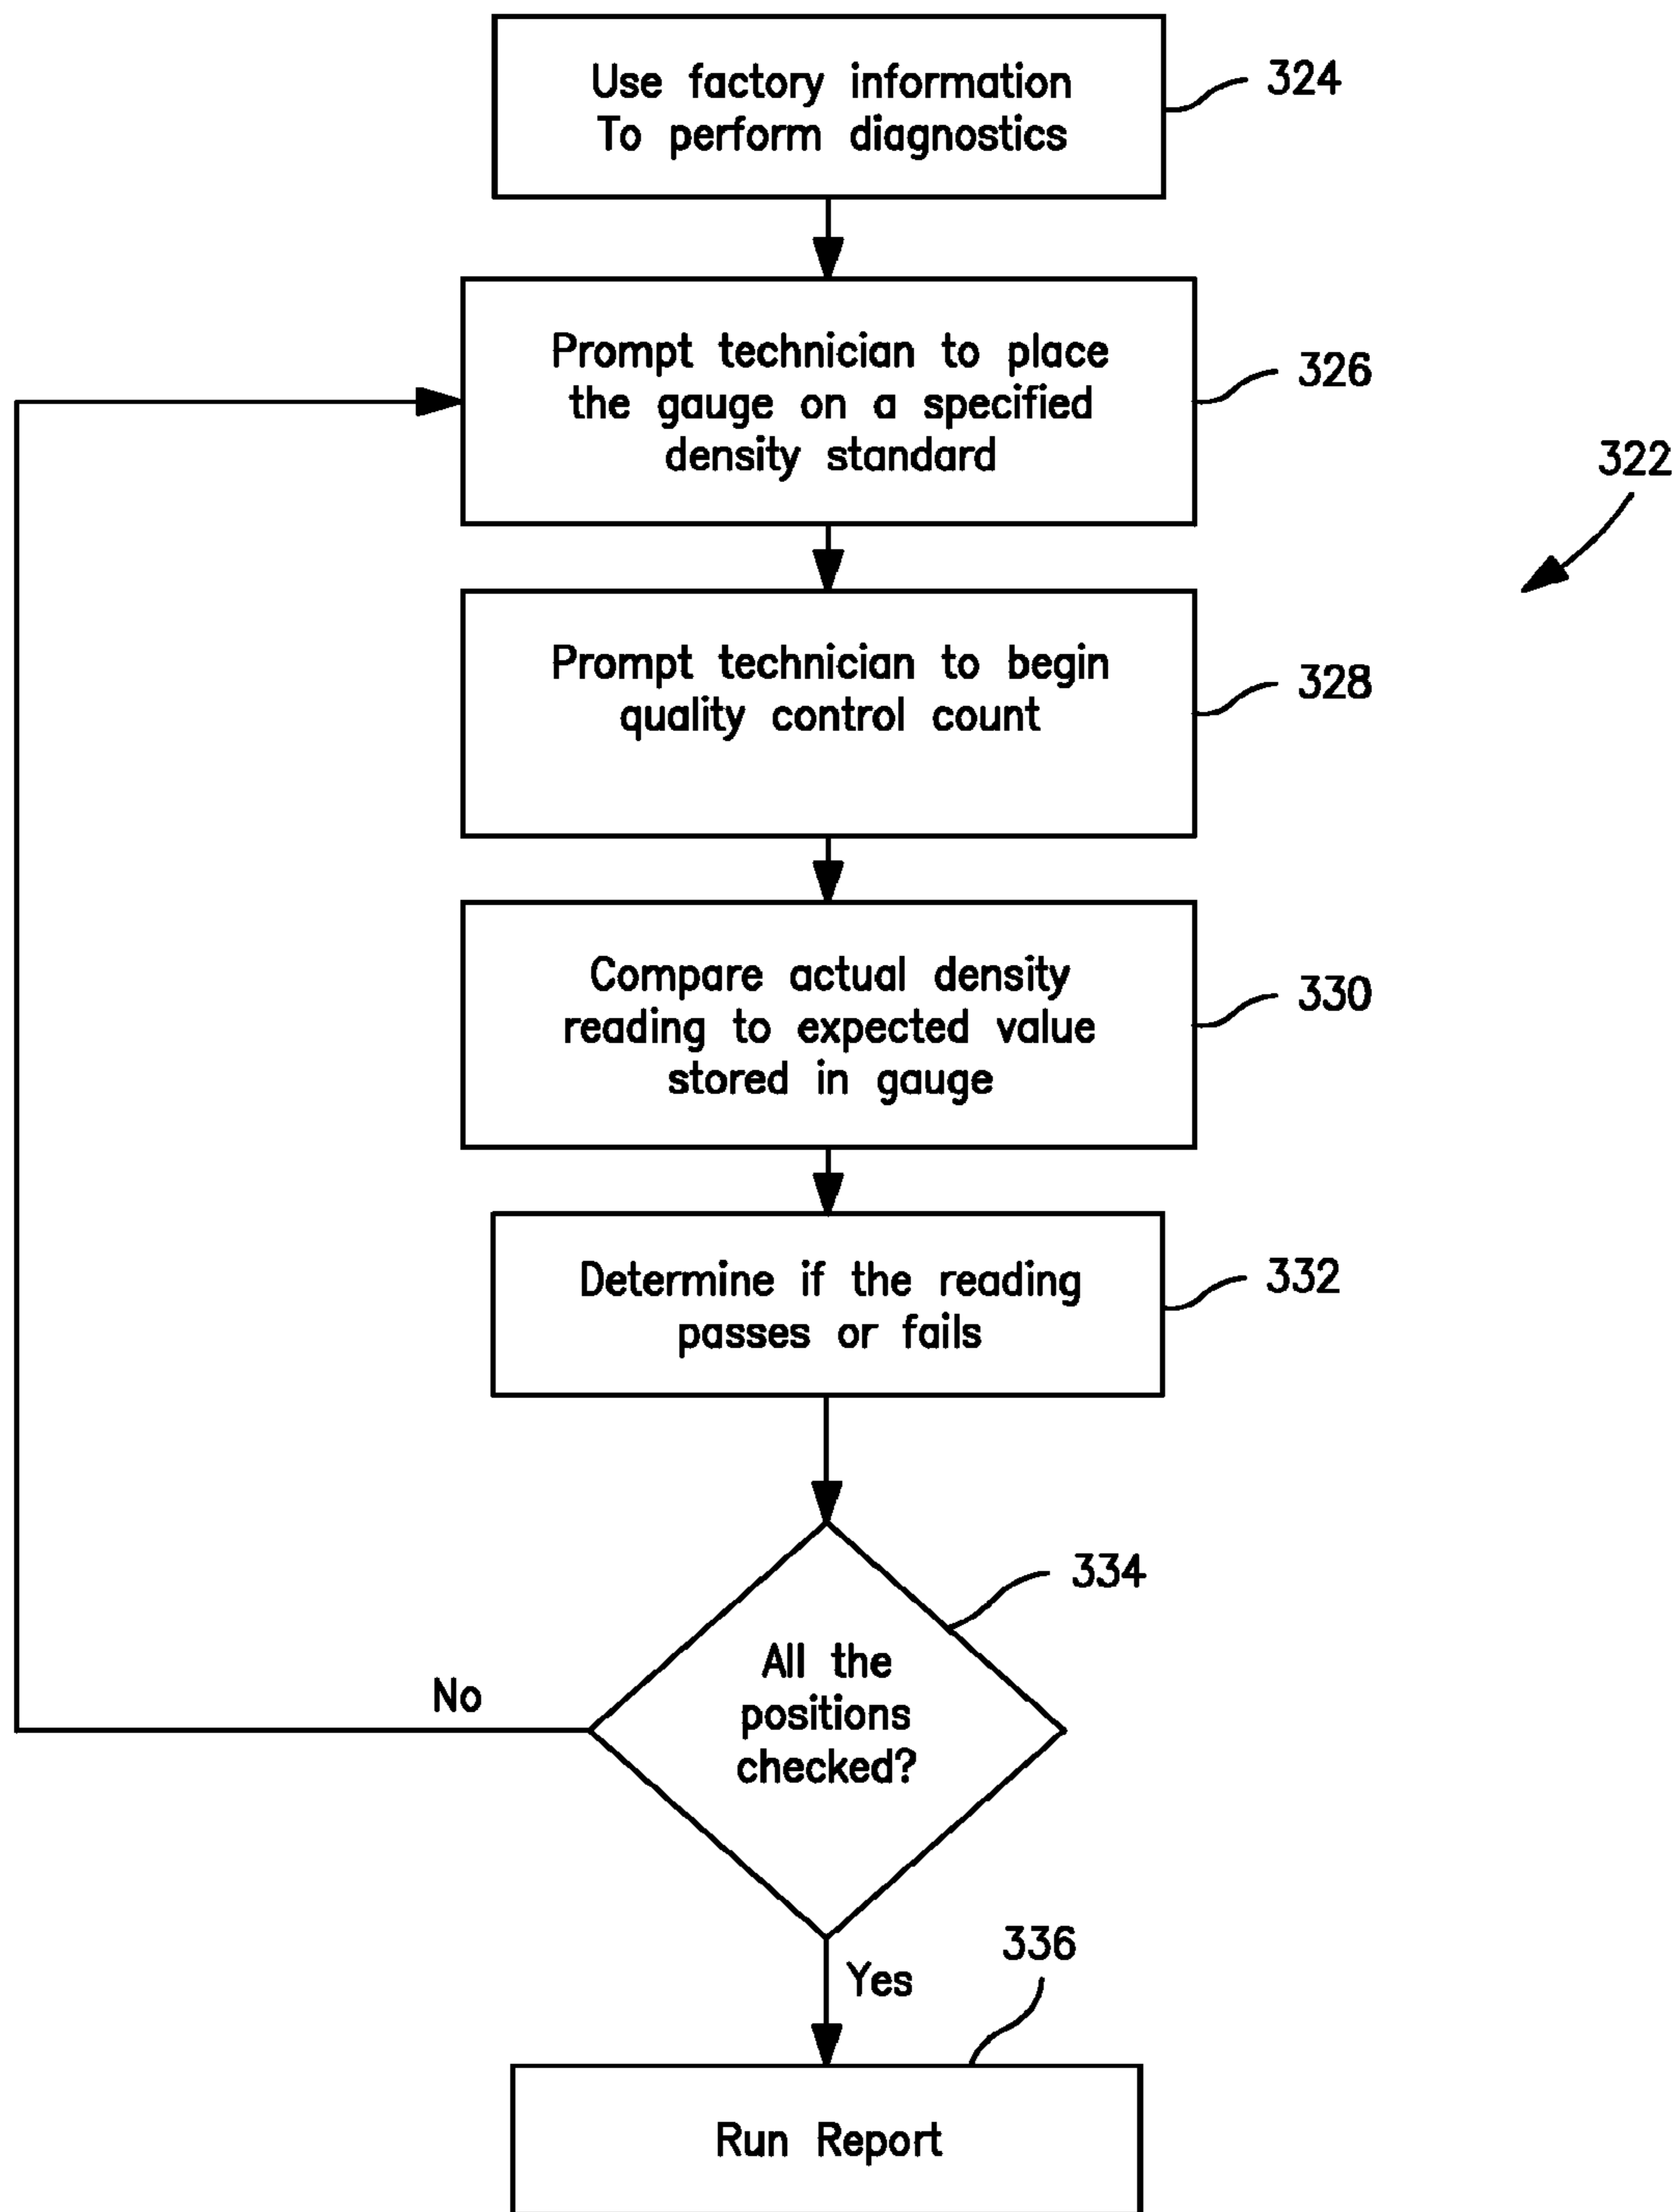 Use factory information
To perform diagnostics
324
Prompt technician to place
the gauge on a specified
density standard
326
322
Prompt technician to begin
quality control count
328
Compare actual density
reading to expected value
stored in gauge
330
Determine if the reading
passes or fails
332
334
All the
positions
checked?
No
Yes
336
Run Report